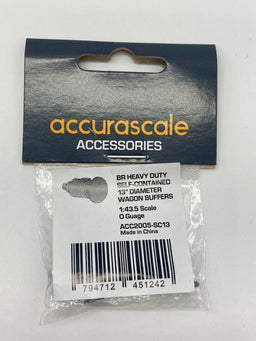 accurascale
ACCESSORIES
BR HEAVY DUTY
SELF-CONTAINED
13" DIAMETER
WAGON BUFFERS
1:43.5 Scale
O Guage
ACC2005-SC13
Made in China
794712 451242